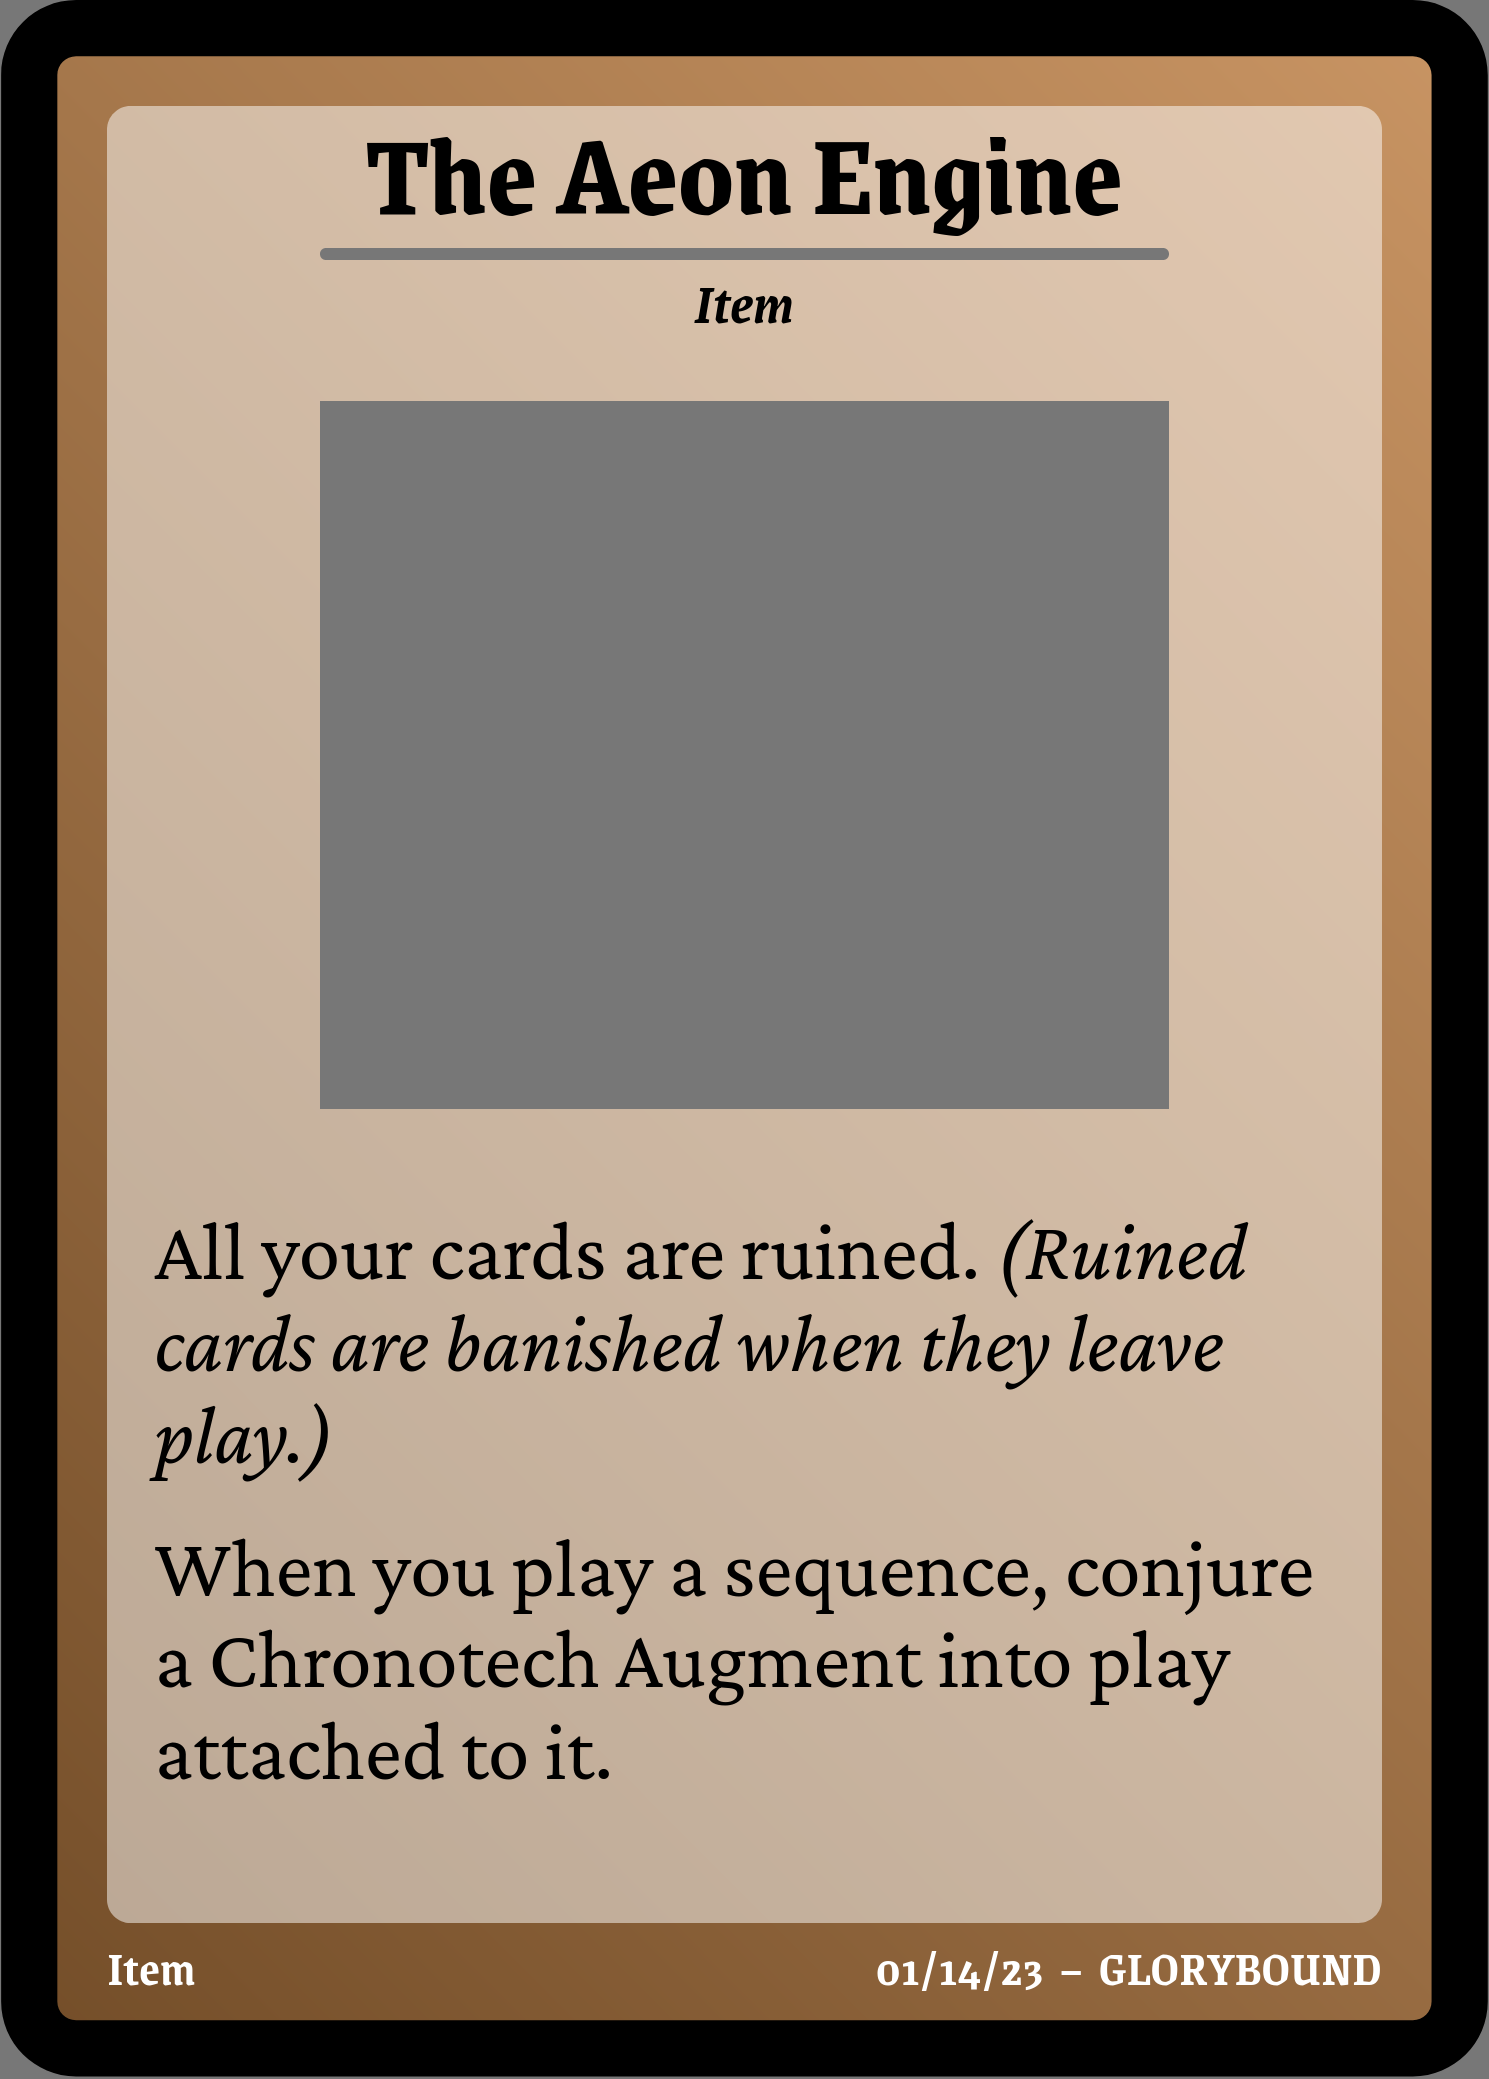 The Aeon Engine
Item
All your cards are ruined. (Ruined
cards are banished when they leave
play.)
When you play a sequence, conjure
a Chronotech Augment into play
attached to it.
Item
01/14/23 – GLORYBOUND